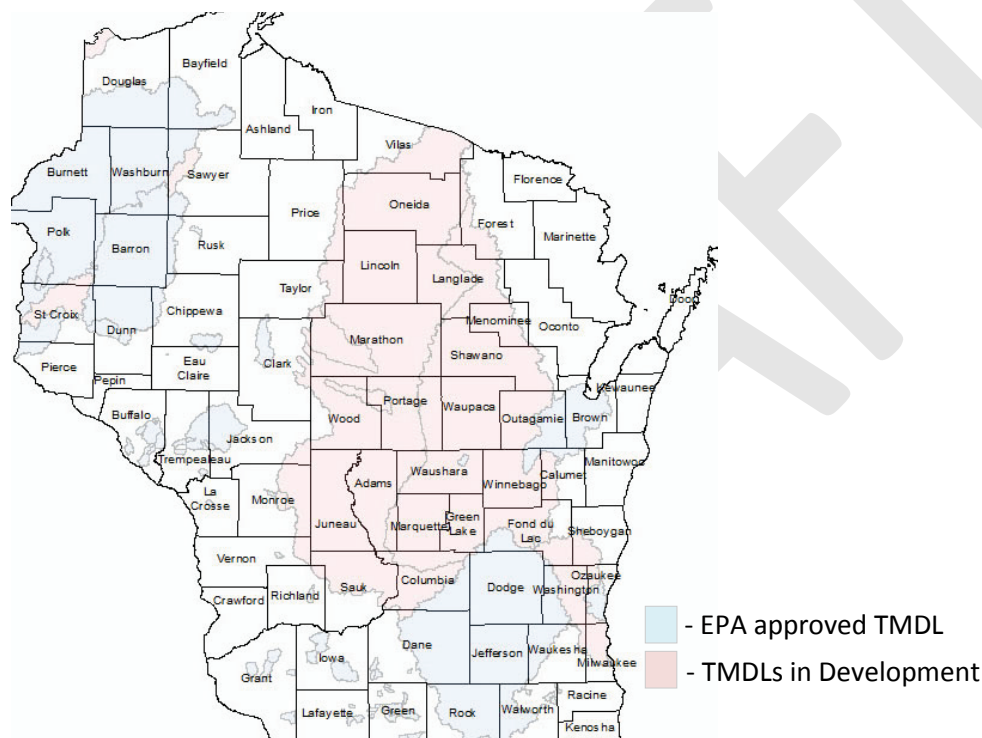 Bayfield
Douglas
Iron
Ashland
Vilas
Burnett
Washburn
Sawyer
Florence
Oneida
Price
Forest
Polk
Marinette
Barron
Rusk
Lincoln
Langlade
Taylor
Door
Chippewa
St Croix
Menominee
Oconto
Dunn
Marathon
Shawano
Pierce
Eau
Claire
Clark
Pepin
Kewaunee
Buffalo
Portage
Waupaca
Outagamie
Brown
Wood
Jackson
Trempealeau
Waushara
Manitowoc
Calumet
Adams
Winnebago
La
Crosse
Monroe
Juneau
Marquette
Green
Lake
Fond du
Lac
Sheboygan
Vernon
Columbia
Ozaukee
Sauk
Dodge
Washington
Crawford
Richland
- EPA approved TMDL
Dane
Jefferson
Waukesha
Iowa
Milwaukee
- TMDLs in Development
Grant
Racine
Lafayette
Green
Rock
Walworth
Kenosha